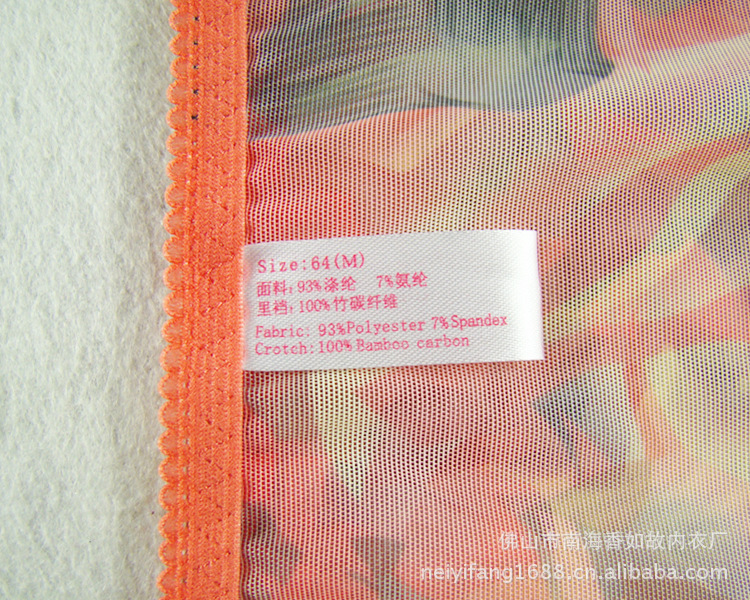 Size:64(M)
面料:93%涤纶 7%氨纶
里裆:100%竹碳纤维
Fabric: 93%Polyester 7%Spandex
Crotch:100%Bamboo carbon
佛山市南海香如故内衣厂
neiyifang1688.cn.alibaba.com